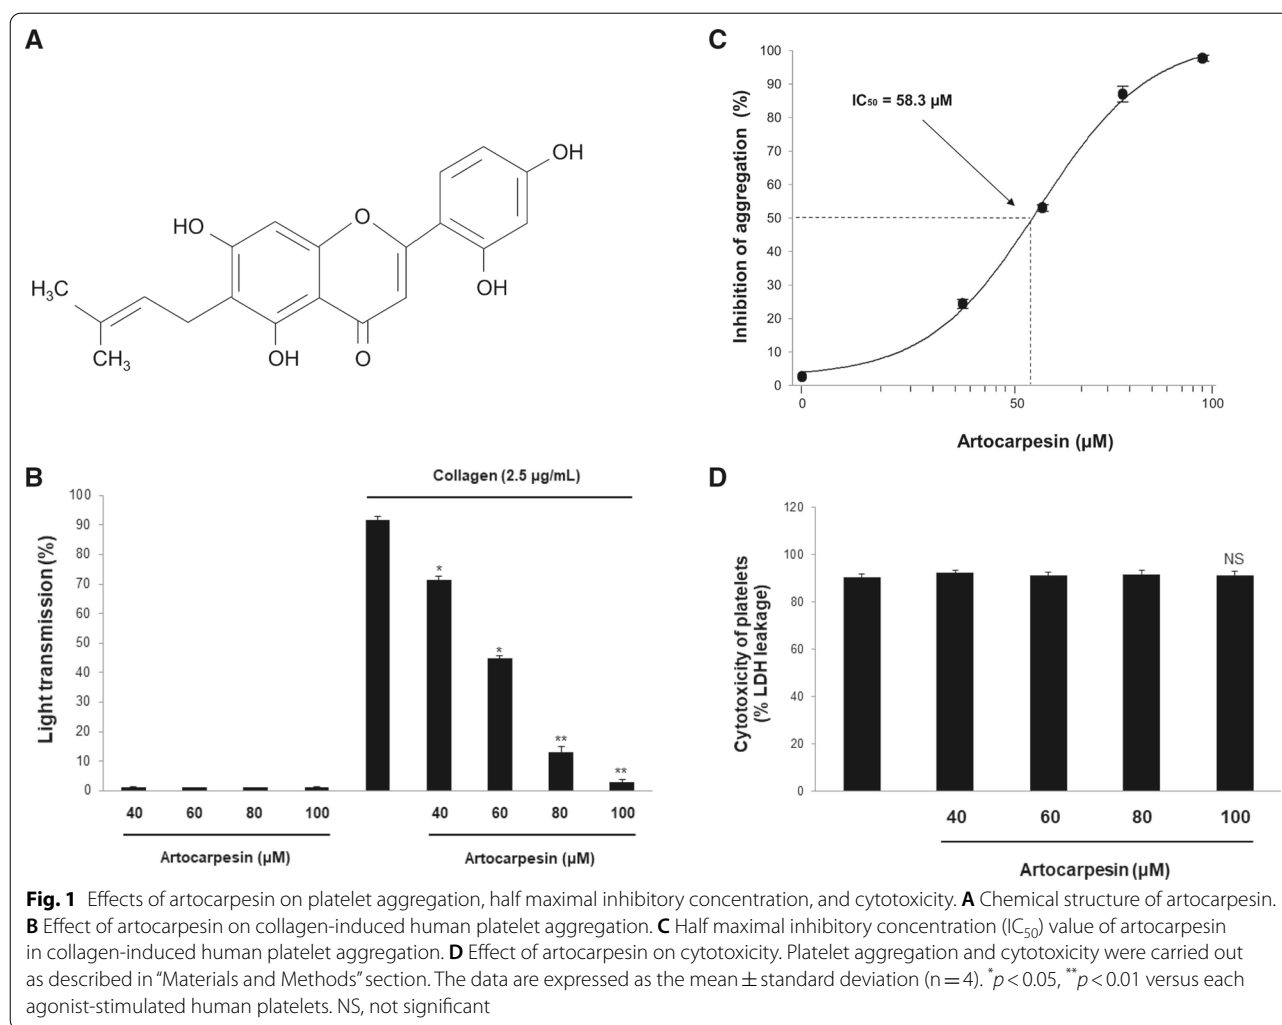 A
OH
O
HO
OH
H₃C
CH₃
OH
O
B
Collagen (2.5 µg/mL)
Light transmission (%)
100
90
80
70
60
50
40
30
20
10
0
*
*
**
**
40 60 80 100 40 60 80 100
Artocarpesin (µM) Artocarpesin (µM)
C
Inhibition of aggregation (%)
100
90
80
70
60
50
40
30
20
10
0
IC₅₀ = 58.3 µM
0 50 100
Artocarpesin (µM)
D
Cytotoxicity of platelets
(% LDH leakage)
120
100
80
60
40
20
0
NS
40 60 80 100
Artocarpesin (µM)
Fig. 1 Effects of artocarpesin on platelet aggregation, half maximal inhibitory concentration, and cytotoxicity. A Chemical structure of artocarpesin.
B Effect of artocarpesin on collagen-induced human platelet aggregation. C Half maximal inhibitory concentration (IC₅₀) value of artocarpesin
in collagen-induced human platelet aggregation. D Effect of artocarpesin on cytotoxicity. Platelet aggregation and cytotoxicity were carried out
as described in “Materials and Methods” section. The data are expressed as the mean ± standard deviation (n = 4). *p < 0.05, **p < 0.01 versus each
agonist-stimulated human platelets. NS, not significant